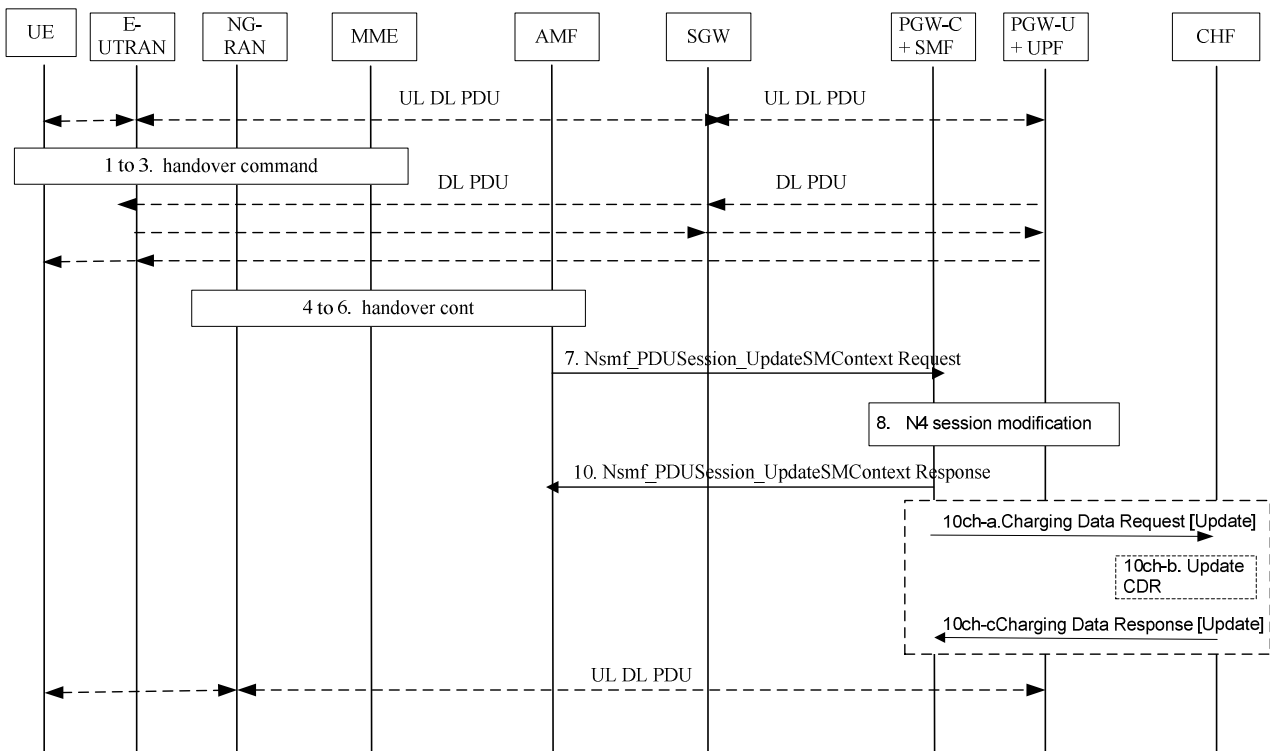 UE
E-
UTRAN
NG-
RAN
MME
AMF
SGW
PGW-C
+ SMF
PGW-U
+ UPF
CHF
UL DL PDU
UL DL PDU
1 to 3. handover command
DL PDU
DL PDU
4 to 6. handover cont
7. Nsmf_PDUSession_UpdateSMContext Request
8. N4 session modification
10. Nsmf_PDUSession_UpdateSMContext Response
10ch-a.Charging Data Request [Update]
10ch-b. Update
CDR
10ch-cCharging Data Response [Update]
UL DL PDU